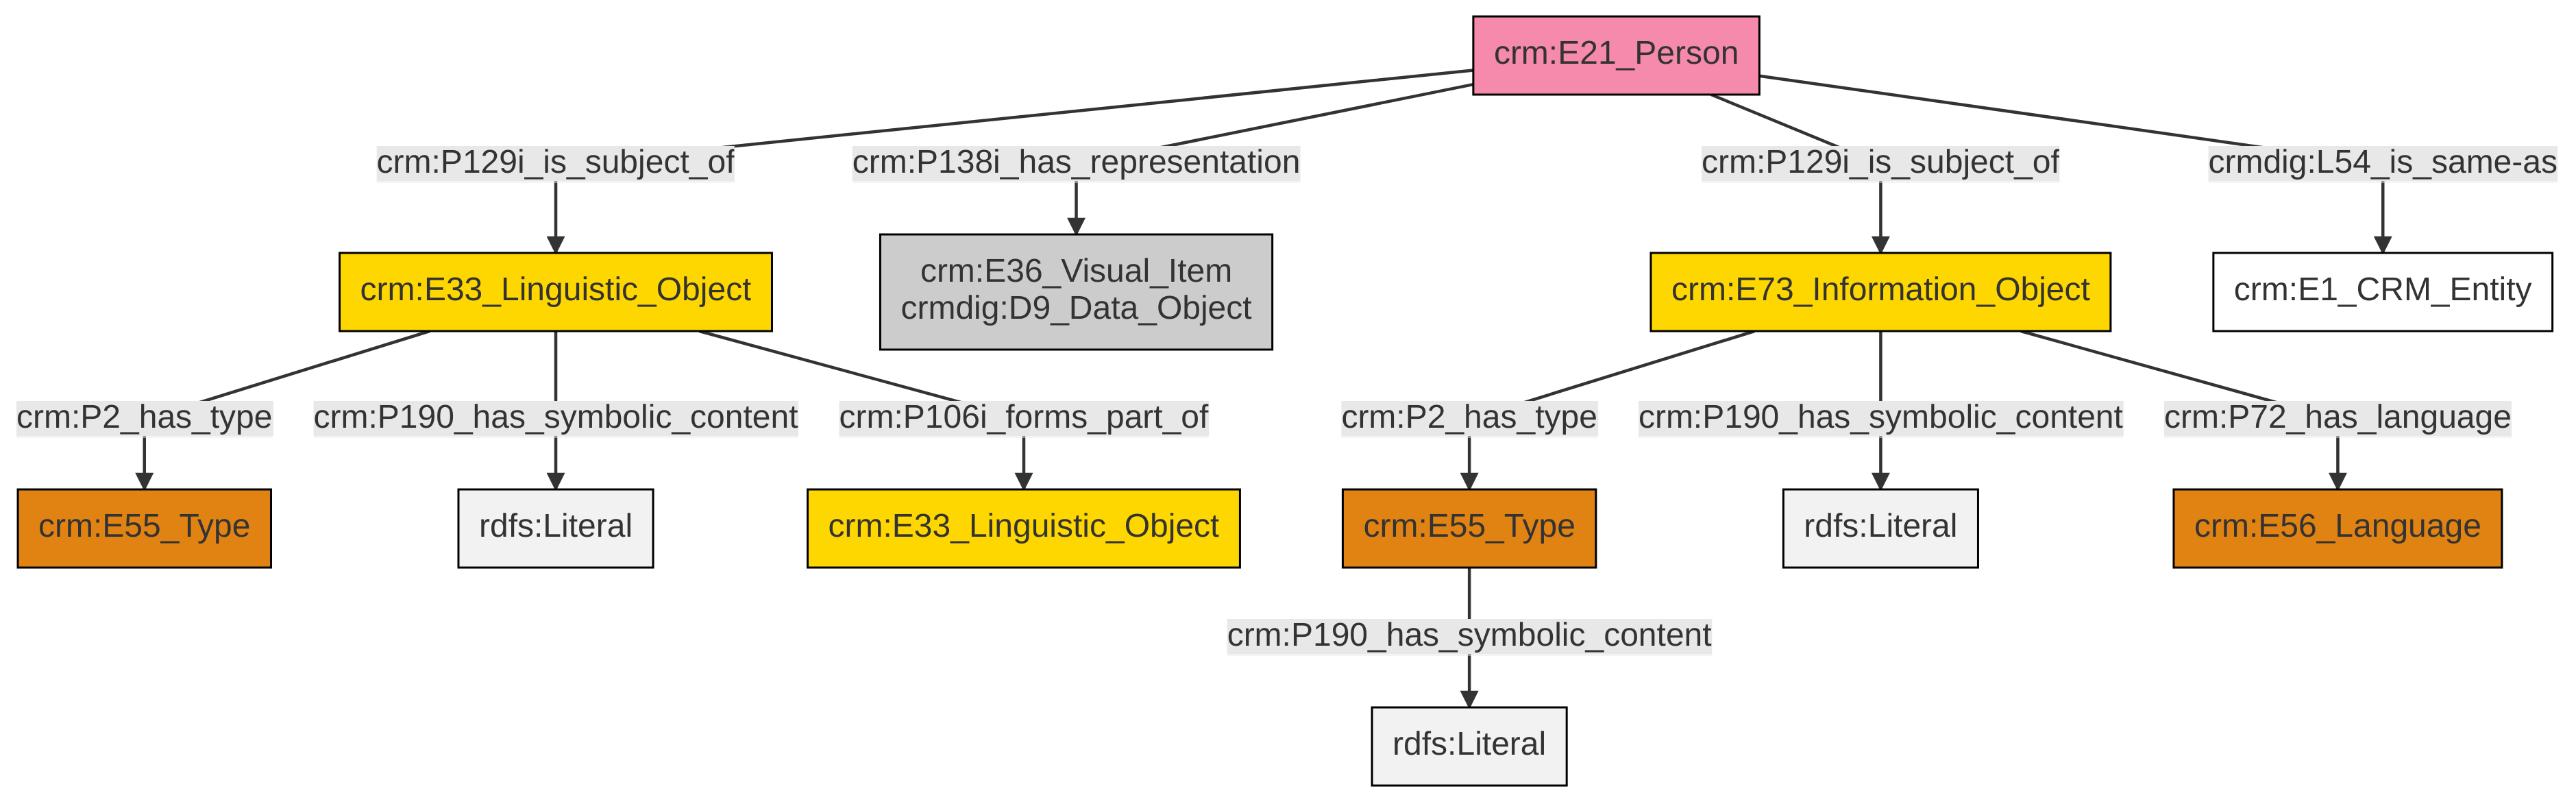 crm:E21_Person
crm:P129i_is_subject_of
crm:P138i_has_representation
crm:P129i_is_subject_of
crmdig:L54_is_same-as
crm:E33_Linguistic_Object
crm:E36_Visual_Item
crmdig:D9_Data_Object
crm:E73_Information_Object
crm:E1_CRM_Entity
crm:P2_has_type
crm:P190_has_symbolic_content
crm:P106i_forms_part_of
crm:P2_has_type
crm:P190_has_symbolic_content
crm:P72_has_language
crm:E55_Type
rdfs:Literal
crm:E33_Linguistic_Object
crm:E55_Type
rdfs:Literal
crm:E56_Language
crm:P190_has_symbolic_content
rdfs:Literal